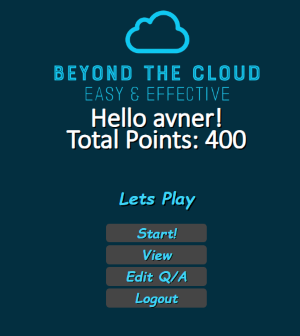 BEYOND THE CLOUD
EASY & EFFECTIVE
Hello avner!
Total Points: 400
Lets Play
Start!
View
Edit Q/A
Logout